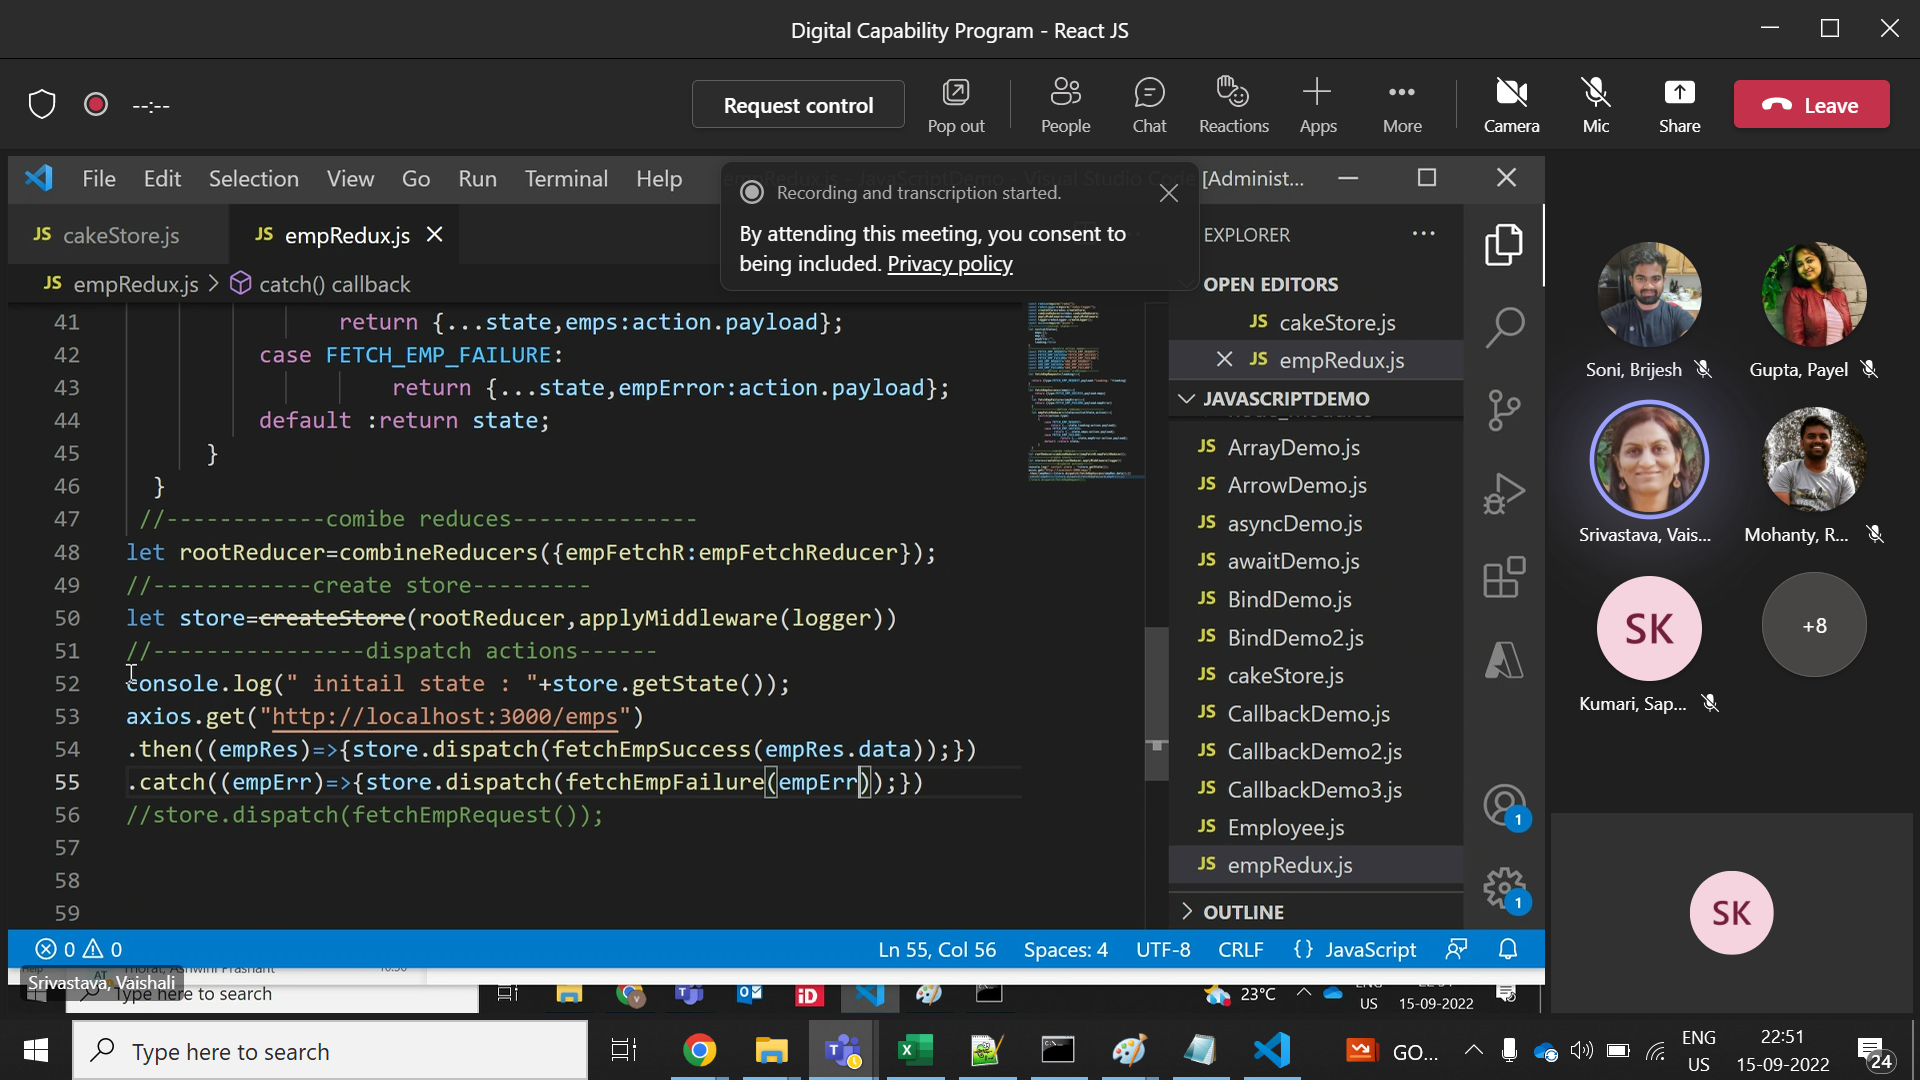 Digital Capability Program - React JS
--:--
Request control
Pop out
People
Chat
Reactions
Apps
More
Camera
Mic
Share
Leave
File Edit Selection View Go Run Terminal Help
[Administ...
Recording and transcription started.
By attending this meeting, you consent to
being included. Privacy policy
JS cakeStore.js
JS empRedux.js
JS empRedux.js > catch() callback
41 return {...state,emps:action.payload};
42 case FETCH_EMP_FAILURE:
43 return {...state,empError:action.payload};
44 default :return state;
45 }
46 }
47 //------------comibe reduces--------------
48 let rootReducer=combineReducers({empFetchR:empFetchReducer});
49 //------------create store---------
50 let store=createStore(rootReducer,applyMiddleware(logger))
51 //----------------dispatch actions------
52 console.log(" initail state : "+store.getState());
53 axios.get("http://localhost:3000/emps")
54 .then((empRes)=>{store.dispatch(fetchEmpSuccess(empRes.data));})
55 .catch((empErr)=>{store.dispatch(fetchEmpFailure(empErr));})
56 //store.dispatch(fetchEmpRequest());
57
58
59
EXPLORER
OPEN EDITORS
JS cakeStore.js
JS empRedux.js
JAVASCRIPTDEMO
JS ArrayDemo.js
JS ArrowDemo.js
JS asyncDemo.js
JS awaitDemo.js
JS BindDemo.js
JS BindDemo2.js
JS cakeStore.js
JS CallbackDemo.js
JS CallbackDemo2.js
JS CallbackDemo3.js
JS Employee.js
JS empRedux.js
OUTLINE
1
1
Soni, Brijesh
Gupta, Payel
Srivastava, Vais...
Mohanty, R...
SK
+8
Kumari, Sap...
SK
0 0
Ln 55, Col 56
Spaces: 4
UTF-8
CRLF
{} JavaScript
Srivastava, Vaishali
Type here to search
iD
23°C
US
15-09-2022
Type here to search
GO...
ENG
US
22:51
15-09-2022
24